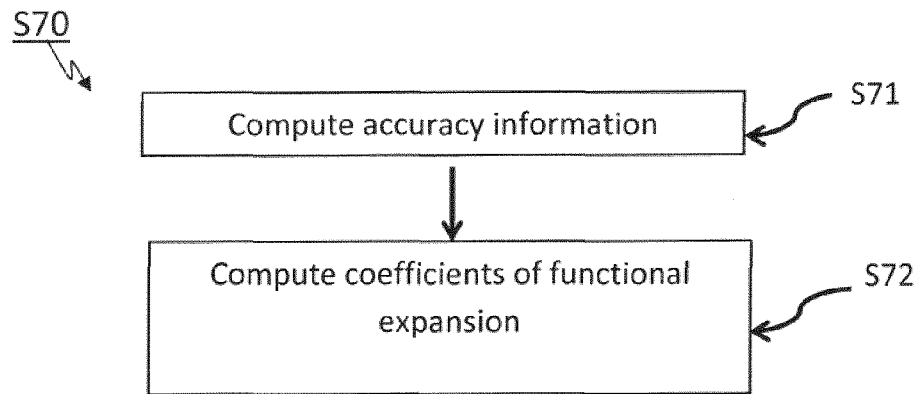 S70
Compute accuracy information
S71
Compute coefficients of functional
expansion
S72